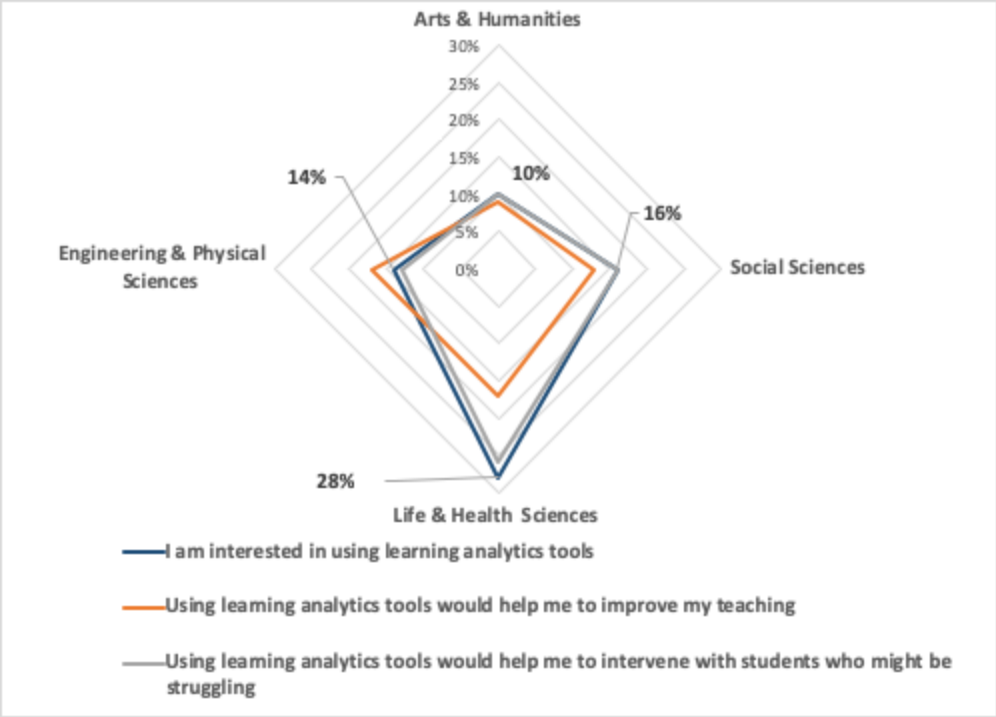 Arts & Humanities
30%
25%
20%
15%
10%
5%
0%
10%
14%
16%
Engineering & Physical
Sciences
Social Sciences
28%
Life & Health Sciences
I am interested in using learning analytics tools
Using learning analytics tools would help me to improve my teaching
Using learning analytics tools would help me to intervene with students who might be
struggling